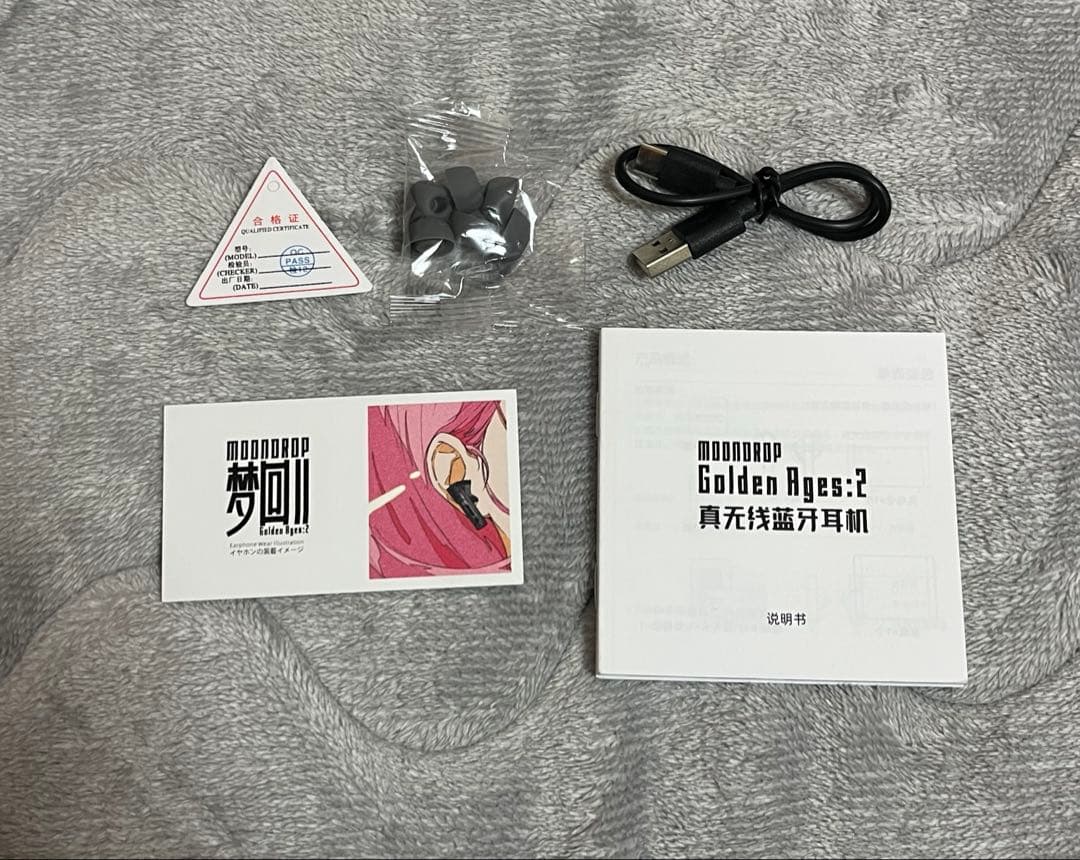 合格证
QUALIFIED CERTIFICATE
型号:
(MODEL)
检验员:
(CHECKER)
出厂日期:
(DATE)
QC
PASS
MOONDROP
梦回II
Golden Ages:2
Earphone Wear Illustration
イヤホンの装着イメージ
MOONDROP
Golden Ages:2
真无线蓝牙耳机
说明书